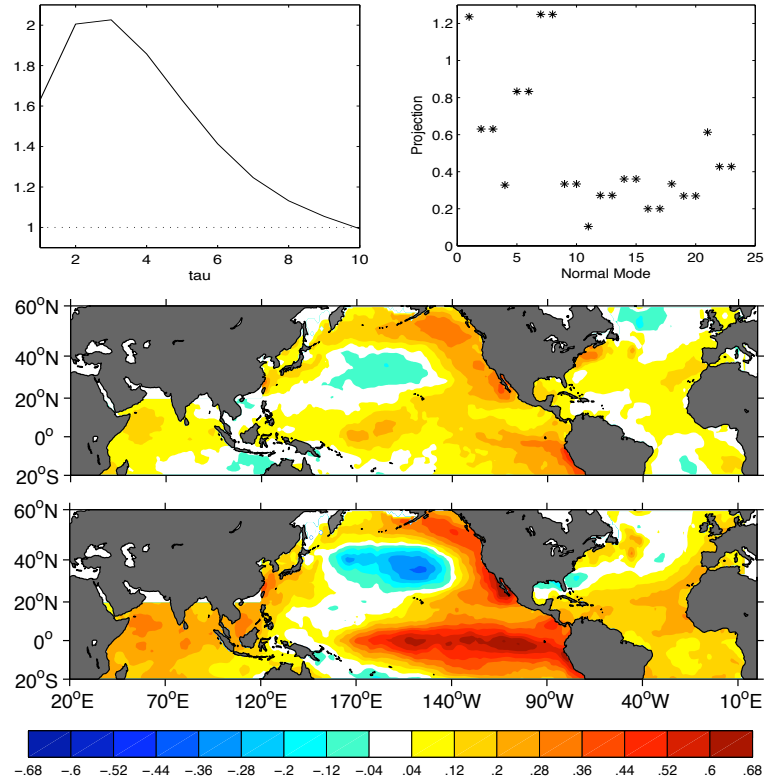 2
1.8
1.6
1.4
1.2
1
2 4 6 8 10
tau
1.2
1
0.8
0.6
0.4
0.2
0
Projection
0 5 10 15 20 25
Normal Mode
60°N
40°N
20°N
0°
20°S
60°N
40°N
20°N
0°
20°S
20°E 70°E 120°E 170°E 140°W 90°W 40°W 10°E
-.68 -.6 -.52 -.44 -.36 -.28 -.2 -.12 -.04 .04 .12 .2 .28 .36 .44 .52 .6 .68